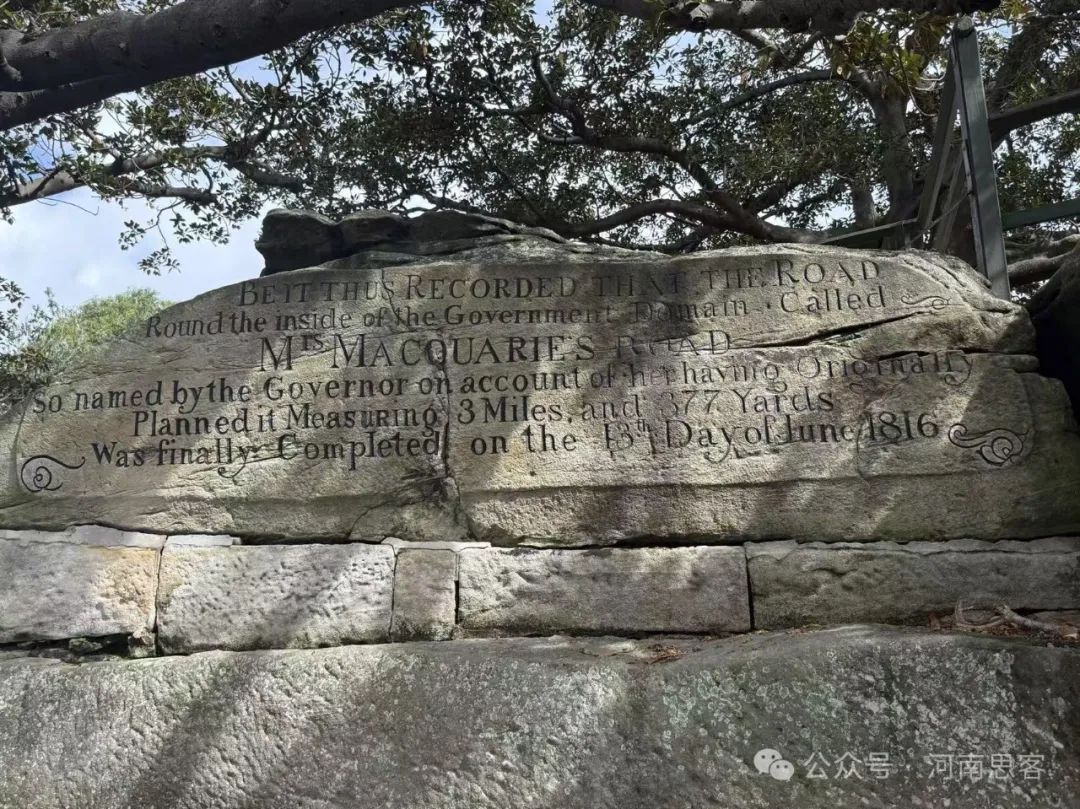 BE IT THUS RECORDED THAT THE ROAD
Round the inside of the Government Domain Called
Mrs MACQUARIE'S ROAD
So named by the Governor on account of her having Originally
Planned it Measuring 3 Miles, and 377 Yards
Was finally Completed on the 13th Day of June 1816
公众号 · 河南思客